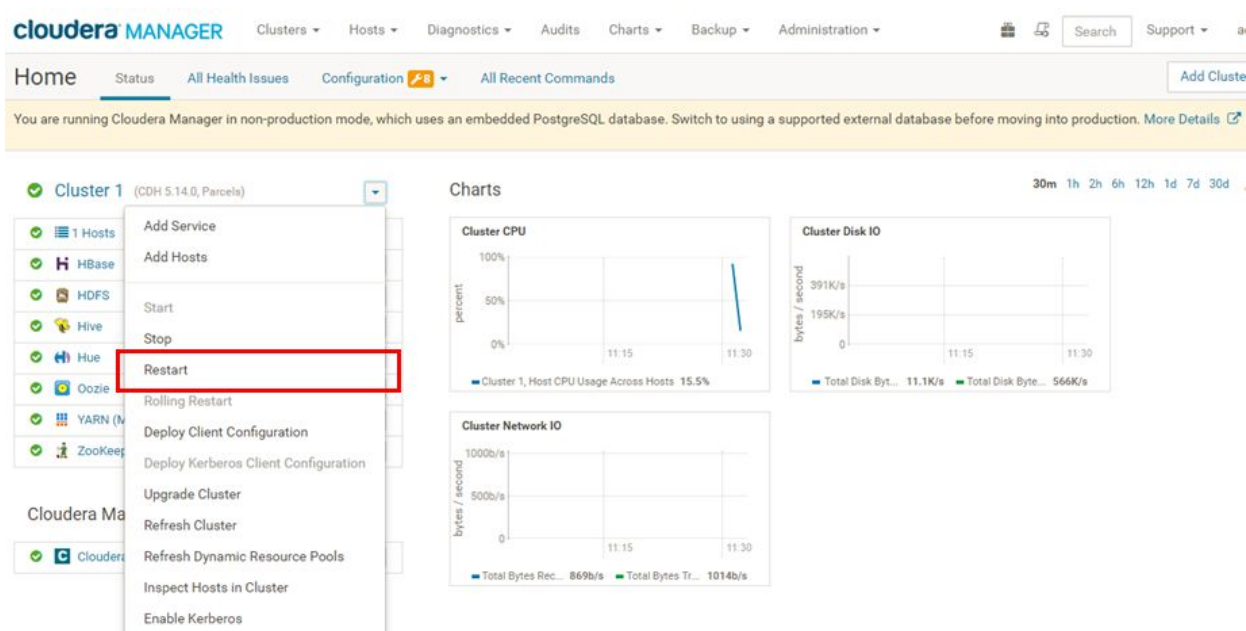 cloudera MANAGER Clusters Hosts Diagnostics Audits Charts Backup Administration Search Support
Home Status All Health Issues Configuration 8 All Recent Commands Add Cluste
You are running Cloudera Manager in non-production mode, which uses an embedded PostgreSQL database. Switch to using a supported external database before moving into production. More Details
Cluster 1 (CDH 5.14.0, Parcels)
1 Hosts
HBase
HDFS
Hive
Hue
Oozie
YARN (M
ZooKeep
Cloudera Ma
Cloudera
Add Service
Add Hosts
Start
Stop
Restart
Rolling Restart
Deploy Client Configuration
Deploy Kerberos Client Configuration
Upgrade Cluster
Refresh Cluster
Refresh Dynamic Resource Pools
Inspect Hosts in Cluster
Enable Kerberos
Charts
30m 1h 2h 6h 12h 1d 7d 30d
Cluster CPU
percent
100%
50%
0%
11:15 11:30
Cluster 1, Host CPU Usage Across Hosts 15.5%
Cluster Disk IO
bytes / second
391K/s
195K/s
0
11:15 11:30
Total Disk Byt... 11.1K/s Total Disk Byte... 566K/s
Cluster Network IO
bytes / second
1000b/s
500b/s
0
11:15 11:30
Total Bytes Rec... 869b/s Total Bytes Tr... 1014b/s